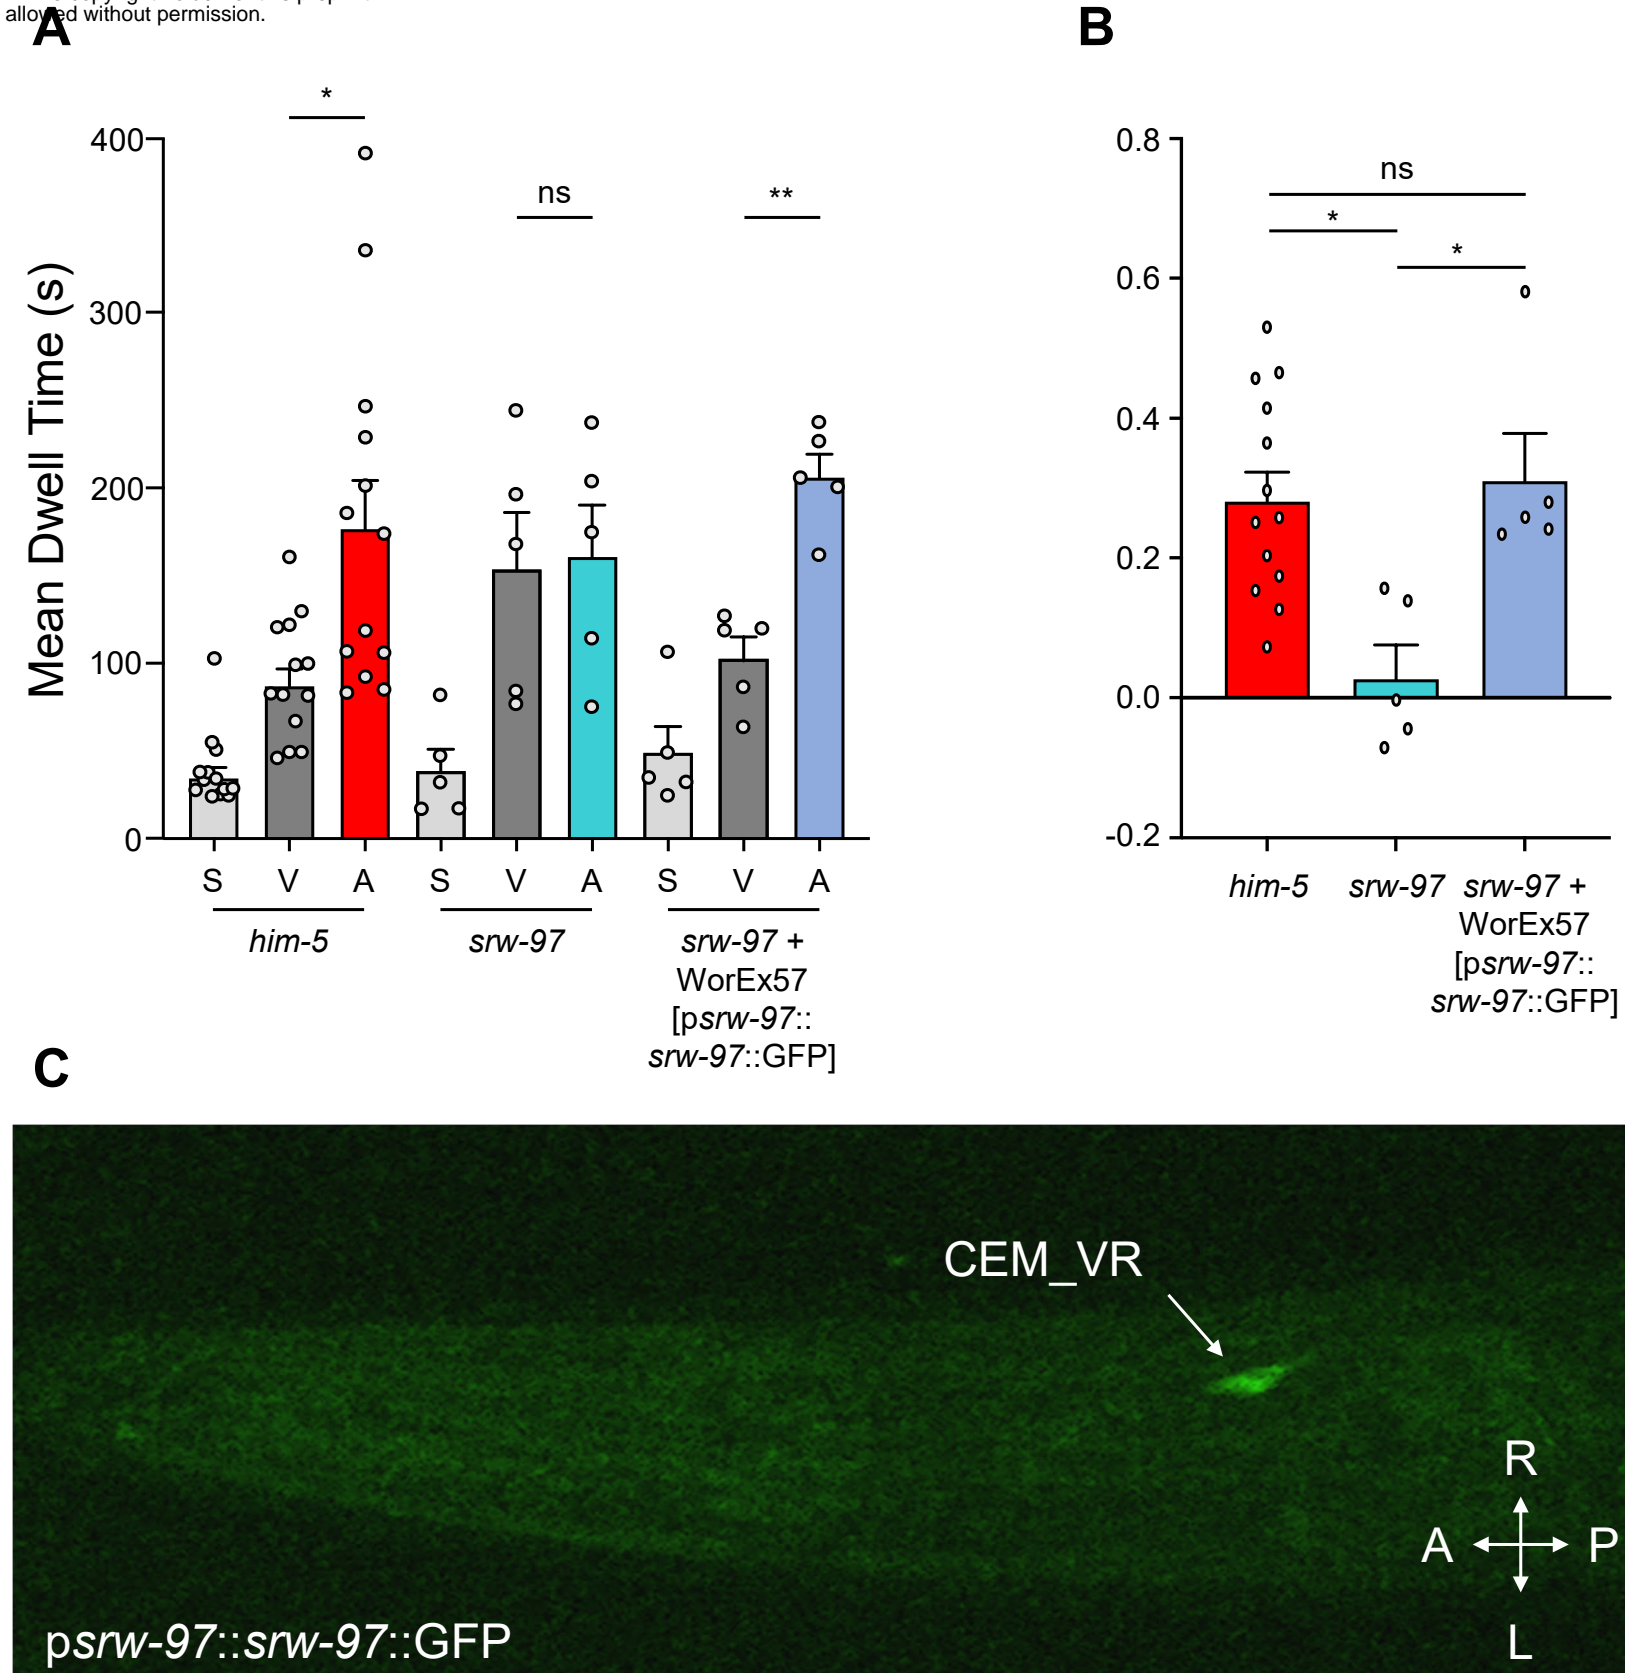 allowed without permission.
A
B
*
400
300
200
100
0
Mean Dwell Time (s)
ns
**
S V A S V A S V A
him-5 srw-97 srw-97 +
WorEx57
[psrw-97::
srw-97::GFP]
0.8
0.6
0.4
0.2
0.0
-0.2
ns
*
*
him-5 srw-97 srw-97 +
WorEx57
[psrw-97::
srw-97::GFP]
C
CEM_VR
R
A P
L
psrw-97::srw-97::GFP